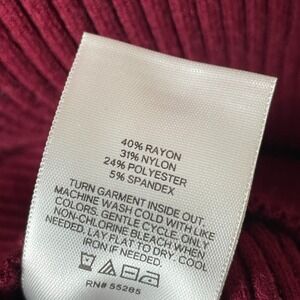 40% RAYON
31% NYLON
24% POLYESTER
5% SPANDEX
TURN GARMENT INSIDE OUT.
MACHINE WASH COLD WITH LIKE
COLORS. GENTLE CYCLE. ONLY
NON-CHLORINE BLEACH WHEN
NEEDED. LAY FLAT TO DRY. COOL
IRON IF NEEDED.
RN# 55285